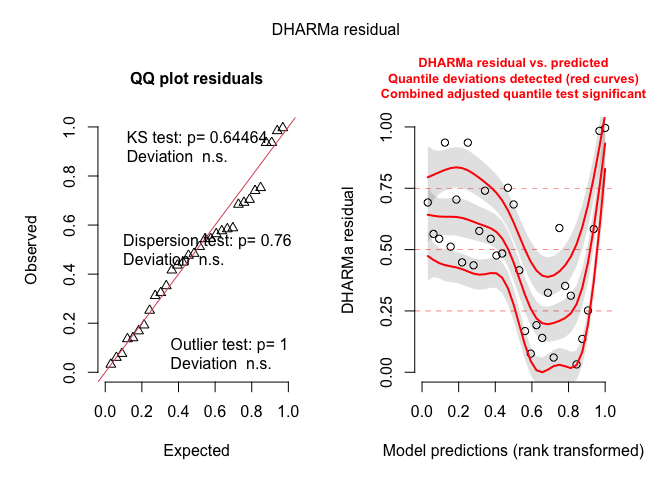 DHARMa residual
QQ plot residuals
KS test: p= 0.64464
Deviation n.s.
Dispersion test: p= 0.76
Deviation n.s.
Outlier test: p= 1
Deviation n.s.
Observed
0.0
0.2
0.4
0.6
0.8
1.0
0.0
0.2
0.4
0.6
0.8
1.0
Expected
DHARMa residual vs. predicted
Quantile deviations detected (red curves)
Combined adjusted quantile test significant
DHARMa residual
0.00
0.25
0.50
0.75
1.00
0.0
0.2
0.4
0.6
0.8
1.0
Model predictions (rank transformed)